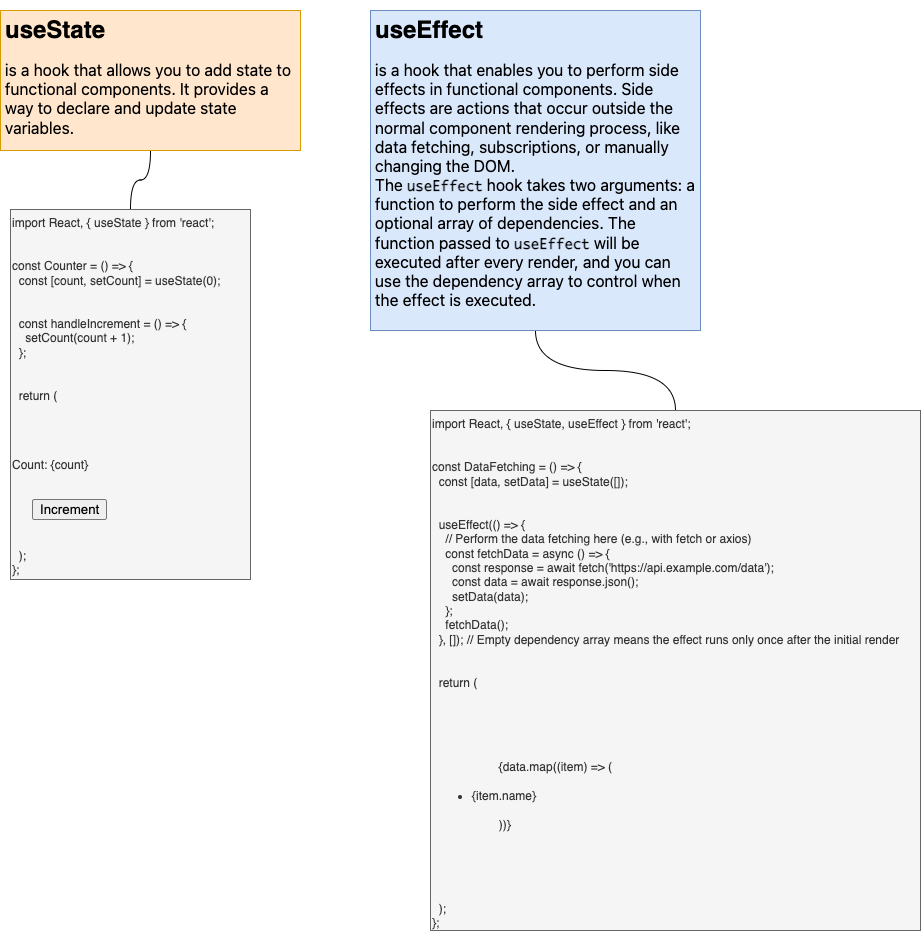 useState
is a hook that allows you to add state to
functional components. It provides a
way to declare and update state
variables.
import React, { useState } from 'react';
const Counter = () => {
const [count, setCount] = useState(0);
const handleIncrement = () => {
setCount(count + 1);
};
return (
Count: {count}
Increment
);
};
useEffect
is a hook that enables you to perform side
effects in functional components. Side
effects are actions that occur outside the
normal component rendering process, like
data fetching, subscriptions, or manually
changing the DOM.
The useEffect hook takes two arguments: a
function to perform the side effect and an
optional array of dependencies. The
function passed to useEffect will be
executed after every render, and you can
use the dependency array to control when
the effect is executed.
import React, { useState, useEffect } from 'react';
const DataFetching = () => {
const [data, setData] = useState([]);
useEffect(() => {
// Perform the data fetching here (e.g., with fetch or axios)
const fetchData = async () => {
const response = await fetch('https://api.example.com/data');
const data = await response.json();
setData(data);
};
fetchData();
}, []); // Empty dependency array means the effect runs only once after the initial render
return (
{data.map((item) => (
• {item.name}
))}
);
};